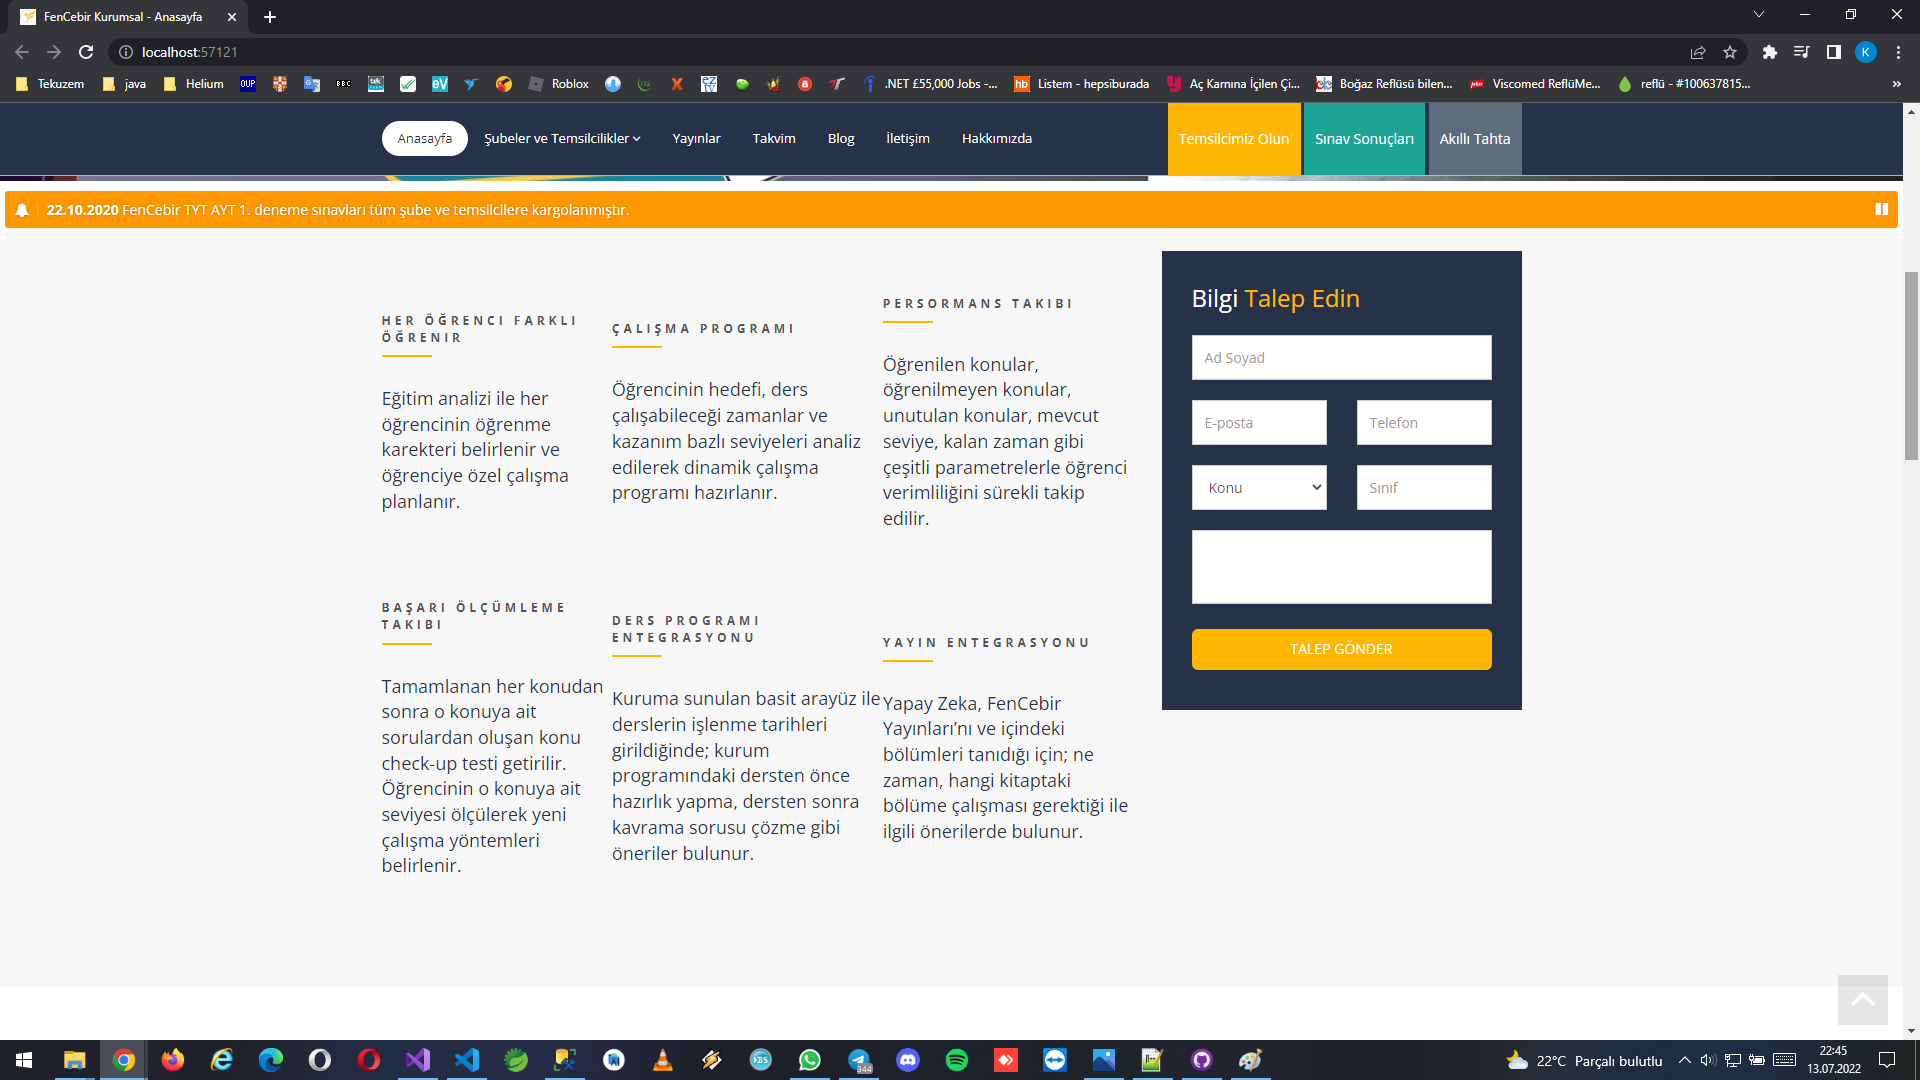 FenCebir Kurumsal - Anasayfa
localhost:57121
Tekuzem
java
Helium
OUP
BBC
tek
eV
Roblox
X
.NET £55,000 Jobs -...
hb Listem - hepsiburada
Aç Karnına İçilen Çi...
Boğaz Reflüsü bilen...
Viscomed RefluMe...
reflü - #100637815...
K
Anasayfa
Şubeler ve Temsilcilikler
Yayınlar
Takvim
Blog
İletişim
Hakkımızda
Temsilcimiz Olun
Sınav Sonuçları
Akıllı Tahta
22.10.2020 FenCebir TYT AYT 1. deneme sınavları tüm şube ve temsilcilere kargolanmıştır.
HER ÖĞRENCI FARKLI
ÖĞRENIR
Eğitim analizi ile her
öğrencinin öğrenme
karekteri belirlenir ve
öğrenciye özel çalışma
planlanır.
ÇALIŞMA PROGRAMI
Öğrencinin hedefi, ders
çalışabileceği zamanlar ve
kazanım bazlı seviyeleri analiz
edilerek dinamik çalışma
programı hazırlanır.
PERSORMANS TAKIBI
Öğrenilen konular,
öğrenilmeyen konular,
unutulan konular, mevcut
seviye, kalan zaman gibi
çeşitli parametrelerle öğrenci
verimliliğini sürekli takip
edilir.
BAŞARI ÖLÇÜMLEME
TAKIBI
Tamamlanan her konudan
sonra o konuya ait
sorulardan oluşan konu
check-up testi getirilir.
Öğrencinin o konuya ait
seviyesi ölçülerek yeni
çalışma yöntemleri
belirlenir.
DERS PROGRAMI
ENTEGRASYONU
Kuruma sunulan basit arayüz ile
derslerin işlenme tarihleri
girildiğinde; kurum
programındaki dersten önce
hazırlık yapma, dersten sonra
kavrama sorusu çözme gibi
öneriler bulunur.
YAYIN ENTEGRASYONU
Yapay Zeka, FenCebir
Yayınları’nı ve içindeki
bölümleri tanıdığı için; ne
zaman, hangi kitaptaki
bölüme çalışması gerektiği ile
ilgili önerilerde bulunur.
Bilgi Talep Edin
Ad Soyad
E-posta
Telefon
Konu
Sınıf
TALEP GÖNDER
344
22°C Parçalı bulutlu
22:45
13.07.2022